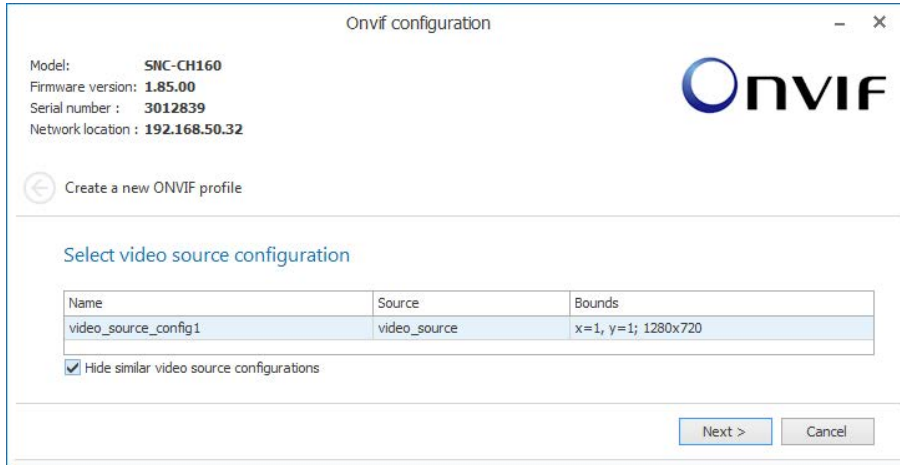 Onvif configuration
Model: SNC-CH160
Firmware version: 1.85.00
Serial number : 3012839
Network location : 192.168.50.32
Onvif
Create a new ONVIF profile
Select video source configuration
Name Source Bounds
video_source_config1 video_source x=1, y=1; 1280x720
Hide similar video source configurations
Next > Cancel